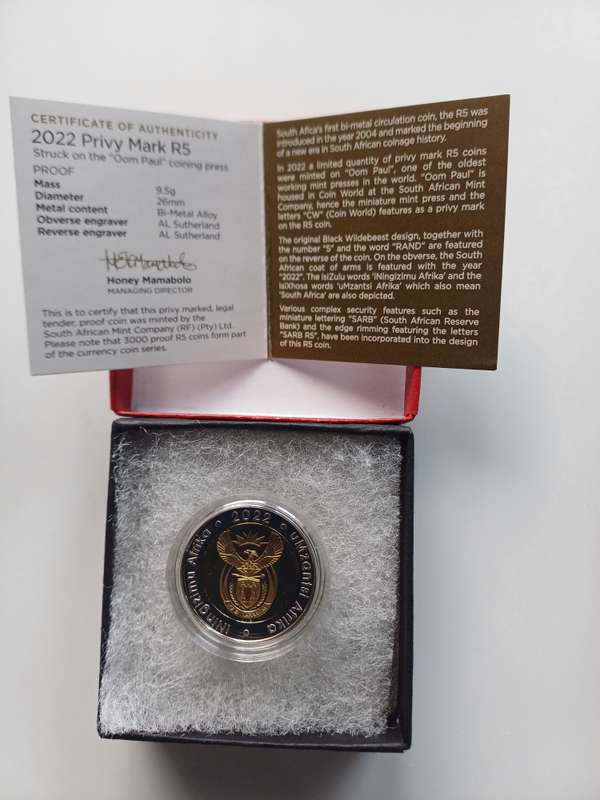 CERTIFICATE OF AUTHENTICITY
2022 Privy Mark R5
Struck on the "Oom Paul" coining press
PROOF
Mass 9.5g
Diameter 26mm
Metal content Bi-Metal Alloy
Obverse engraver AL Sutherland
Reverse engraver AL Sutherland
Honey Mamabolo
MANAGING DIRECTOR
This is to certify that this privy marked, legal
tender, proof coin was minted by the
South African Mint Company (RF) (Pty) Ltd.
Please note that 3000 proof R5 coins form part
of the currency coin series.
South Africa's first bi-metal circulation coin, the R5 was
introduced in the year 2004 and marked the beginning
of a new era in South African coinage history.
In 2022 a limited quantity of privy mark R5 coins
were minted on "Oom Paul", one of the oldest
working mint presses in the world. "Oom Paul" is
housed in Coin World at the South African Mint
Company, hence the miniature mint press and the
letters "CW" (Coin World) features as a privy mark
on the R5 coin.
The original Black Wildebeest design, together with
the number "5" and the word "RAND" are featured
on the reverse of the coin. On the obverse, the South
African coat of arms is featured with the year
"2022". The isiZulu words 'iNingizimu Afrika' and the
IsiXhosa words 'uMzantsi Afrika' which also mean
'South Africa' are also depicted.
Various complex security features such as the
miniature lettering "SARB" (South African Reserve
Bank) and the edge rimming featuring the letters
"SARB R5", have been incorporated into the design
of this R5 coin.
iNingizimu Afrika • 2022 • uMzantsi Afrika